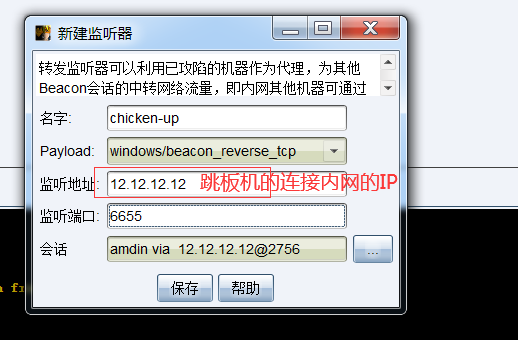 新建监听器
转发监听器可以利用已攻陷的机器作为代理，为其他
Beacon会话的中转网络流量，即内网其他机器可通过
名字: chicken-up
Payload: windows/beacon_reverse_tcp
监听地址: 12.12.12.12 跳板机的连接内网的IP
监听端口: 6655
会话 amdin via 12.12.12.12@2756 ...
保存 帮助